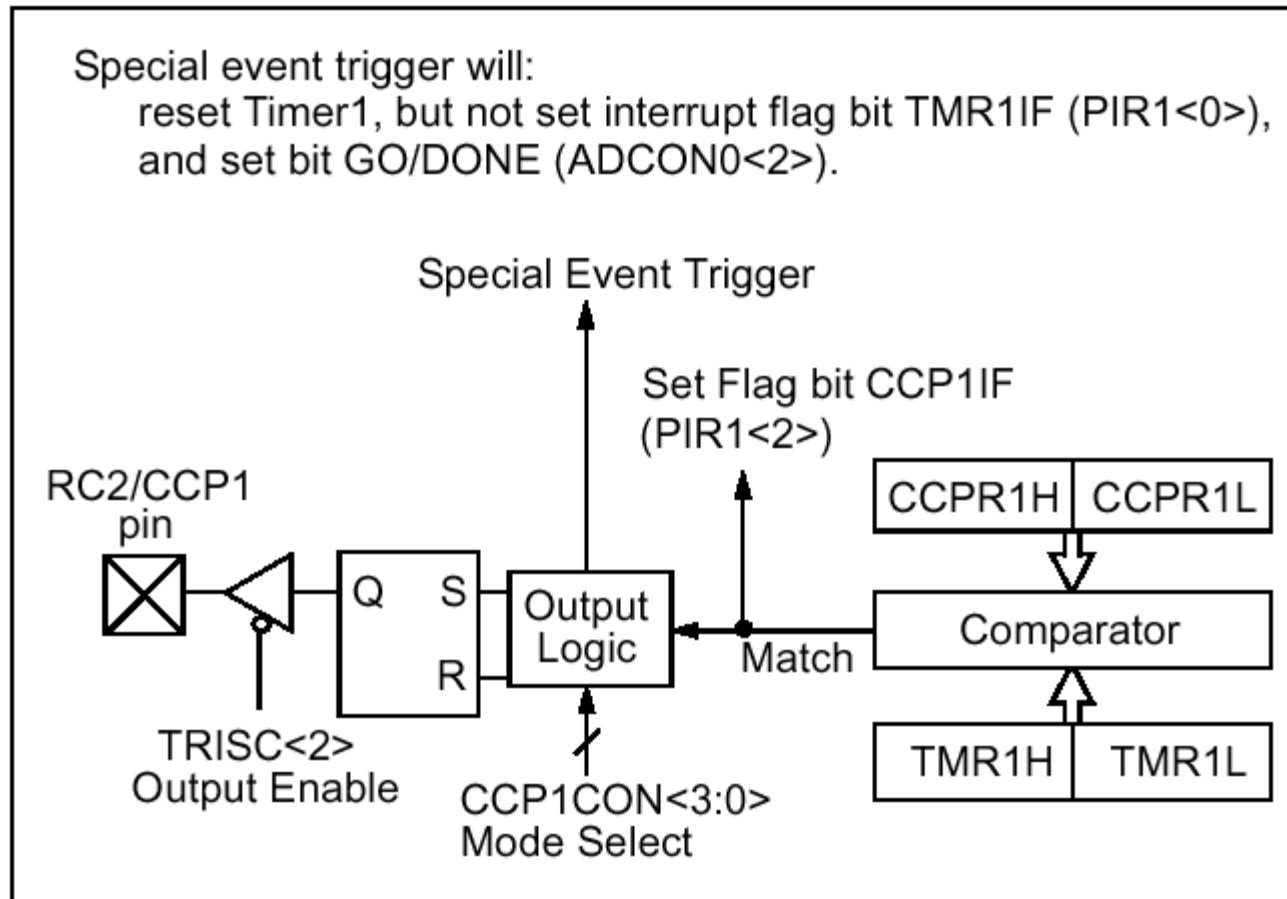 Special event trigger will:
reset Timer1, but not set interrupt flag bit TMR1IF (PIR1<0>),
and set bit GO/DONE (ADCON0<2>).
Special Event Trigger
Set Flag bit CCP1IF
(PIR1<2>)
RC2/CCP1
pin
CCPR1H CCPR1L
Q S
R
Output
Logic
Match
Comparator
TRISC<2>
Output Enable
CCP1CON<3:0>
Mode Select
TMR1H TMR1L